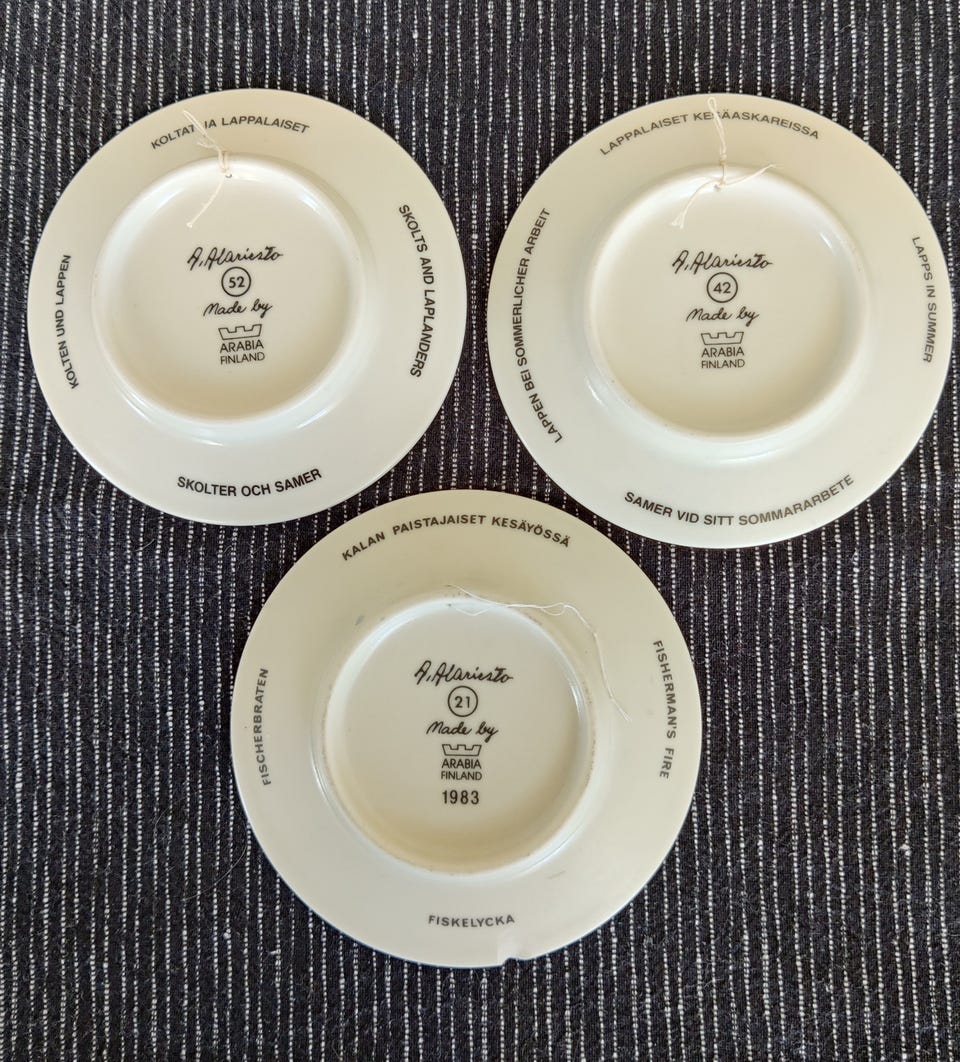 KOLTAT JA LAPPALAISET
SKOLTS AND LAPLANDERS
SKOLTER OCH SAMER
KOLTEN UND LAPPEN
A. Alariesto
52
Made by
ARABIA
FINLAND
LAPPALAISET KESÄASKAREISSA
LAPPS IN SUMMER
SAMER VID SITT SOMMARARBETE
LAPPEN BEI SOMMERLICHER ARBEIT
A. Alariesto
42
Made by
ARABIA
FINLAND
KALAN PAISTAJAISET KESÄYÖSSÄ
FISHERMAN'S FIRE
FISKELYCKA
FISCHERBRATEN
A. Alariesto
21
Made by
ARABIA
FINLAND
1983